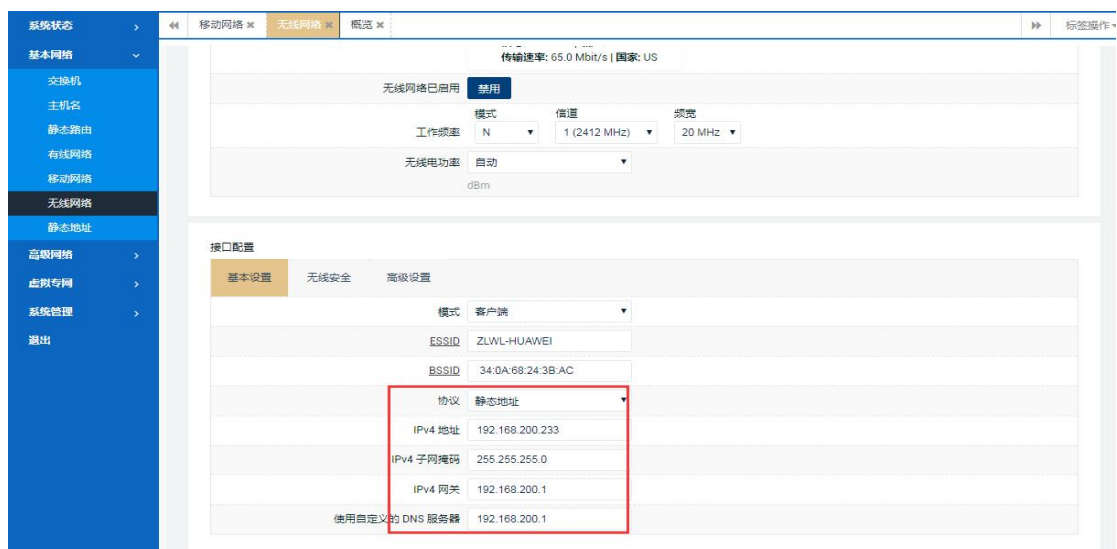 系统状态
移动网络
无线网络
概览
标签操作
基本网络
交换机
主机名
静态路由
有线网络
移动网络
无线网络
静态地址
高级网络
虚拟专网
系统管理
退出
传输速率: 65.0 Mbit/s | 国家: US
无线网络已启用 禁用
模式 信道 频宽
工作频率 N 1 (2412 MHz) 20 MHz
无线电功率 自动
dBm
接口配置
基本设置 无线安全 高级设置
模式 客户端
ESSID ZLWL-HUAWEI
BSSID 34:0A:68:24:3B:AC
协议 静态地址
IPv4 地址 192.168.200.233
IPv4 子网掩码 255.255.255.0
IPv4 网关 192.168.200.1
使用自定义的 DNS 服务器 192.168.200.1